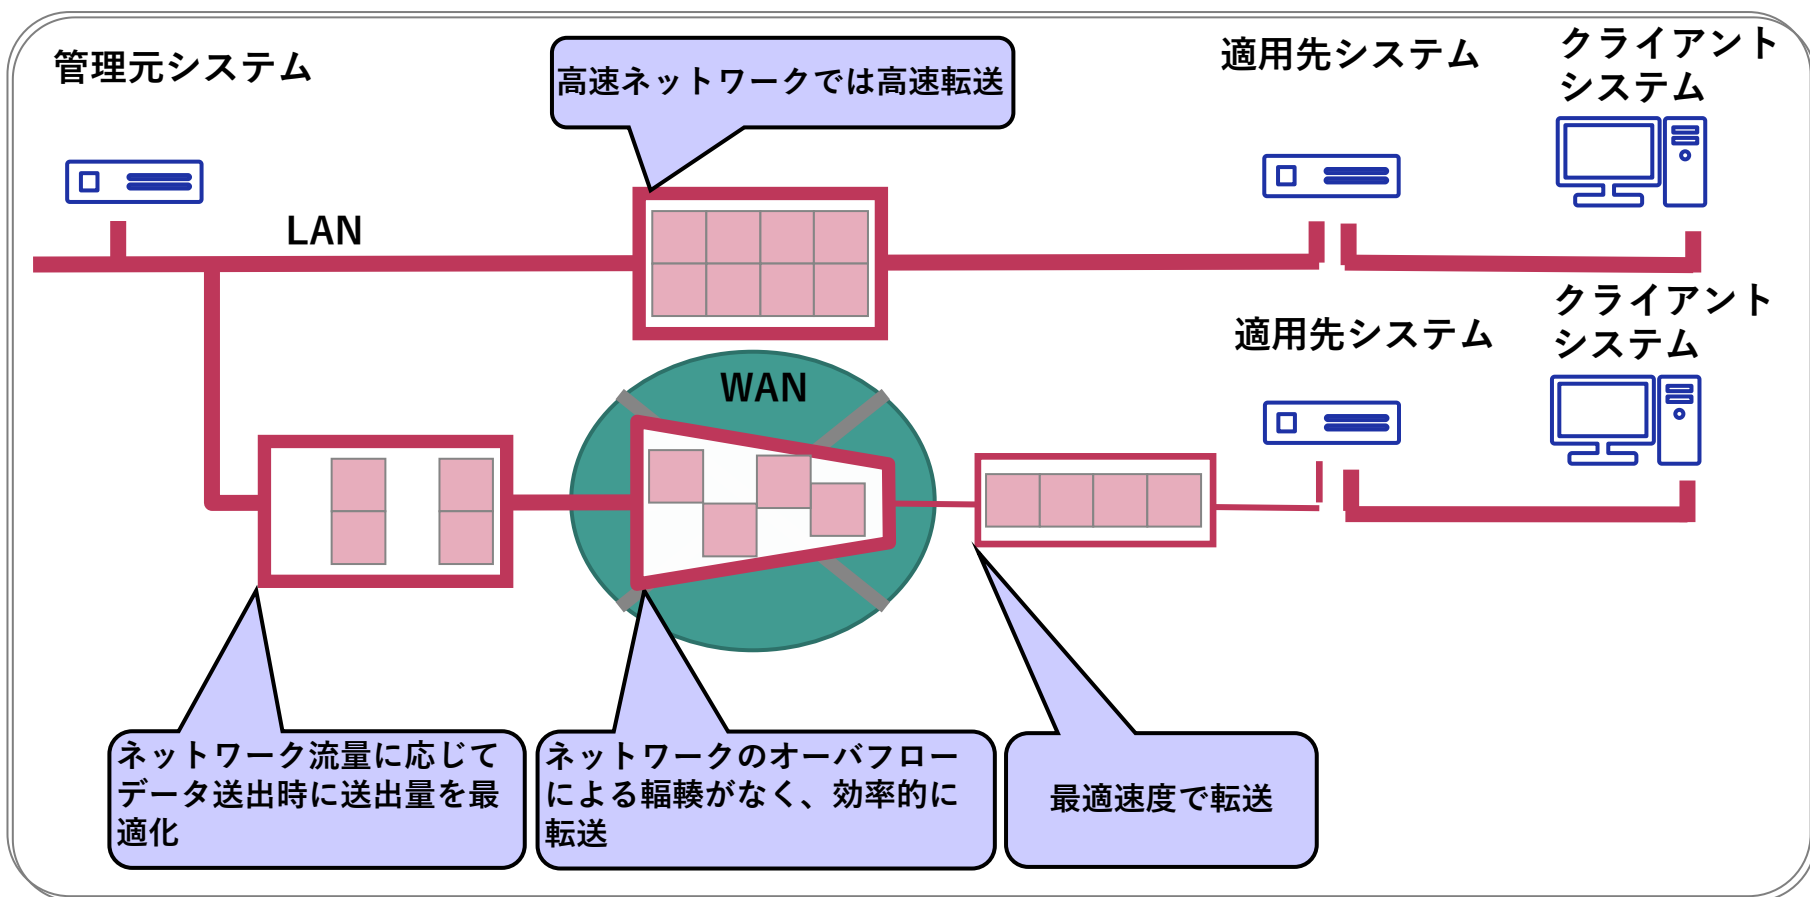 管理元システム
高速ネットワークでは高速転送
適用先システム
クライアント
システム
LAN
適用先システム
クライアント
システム
WAN
ネットワーク流量に応じて
データ送出時に送出量を最
適化
ネットワークのオーバフロー
による輻輳がなく、効率的に
転送
最適速度で転送